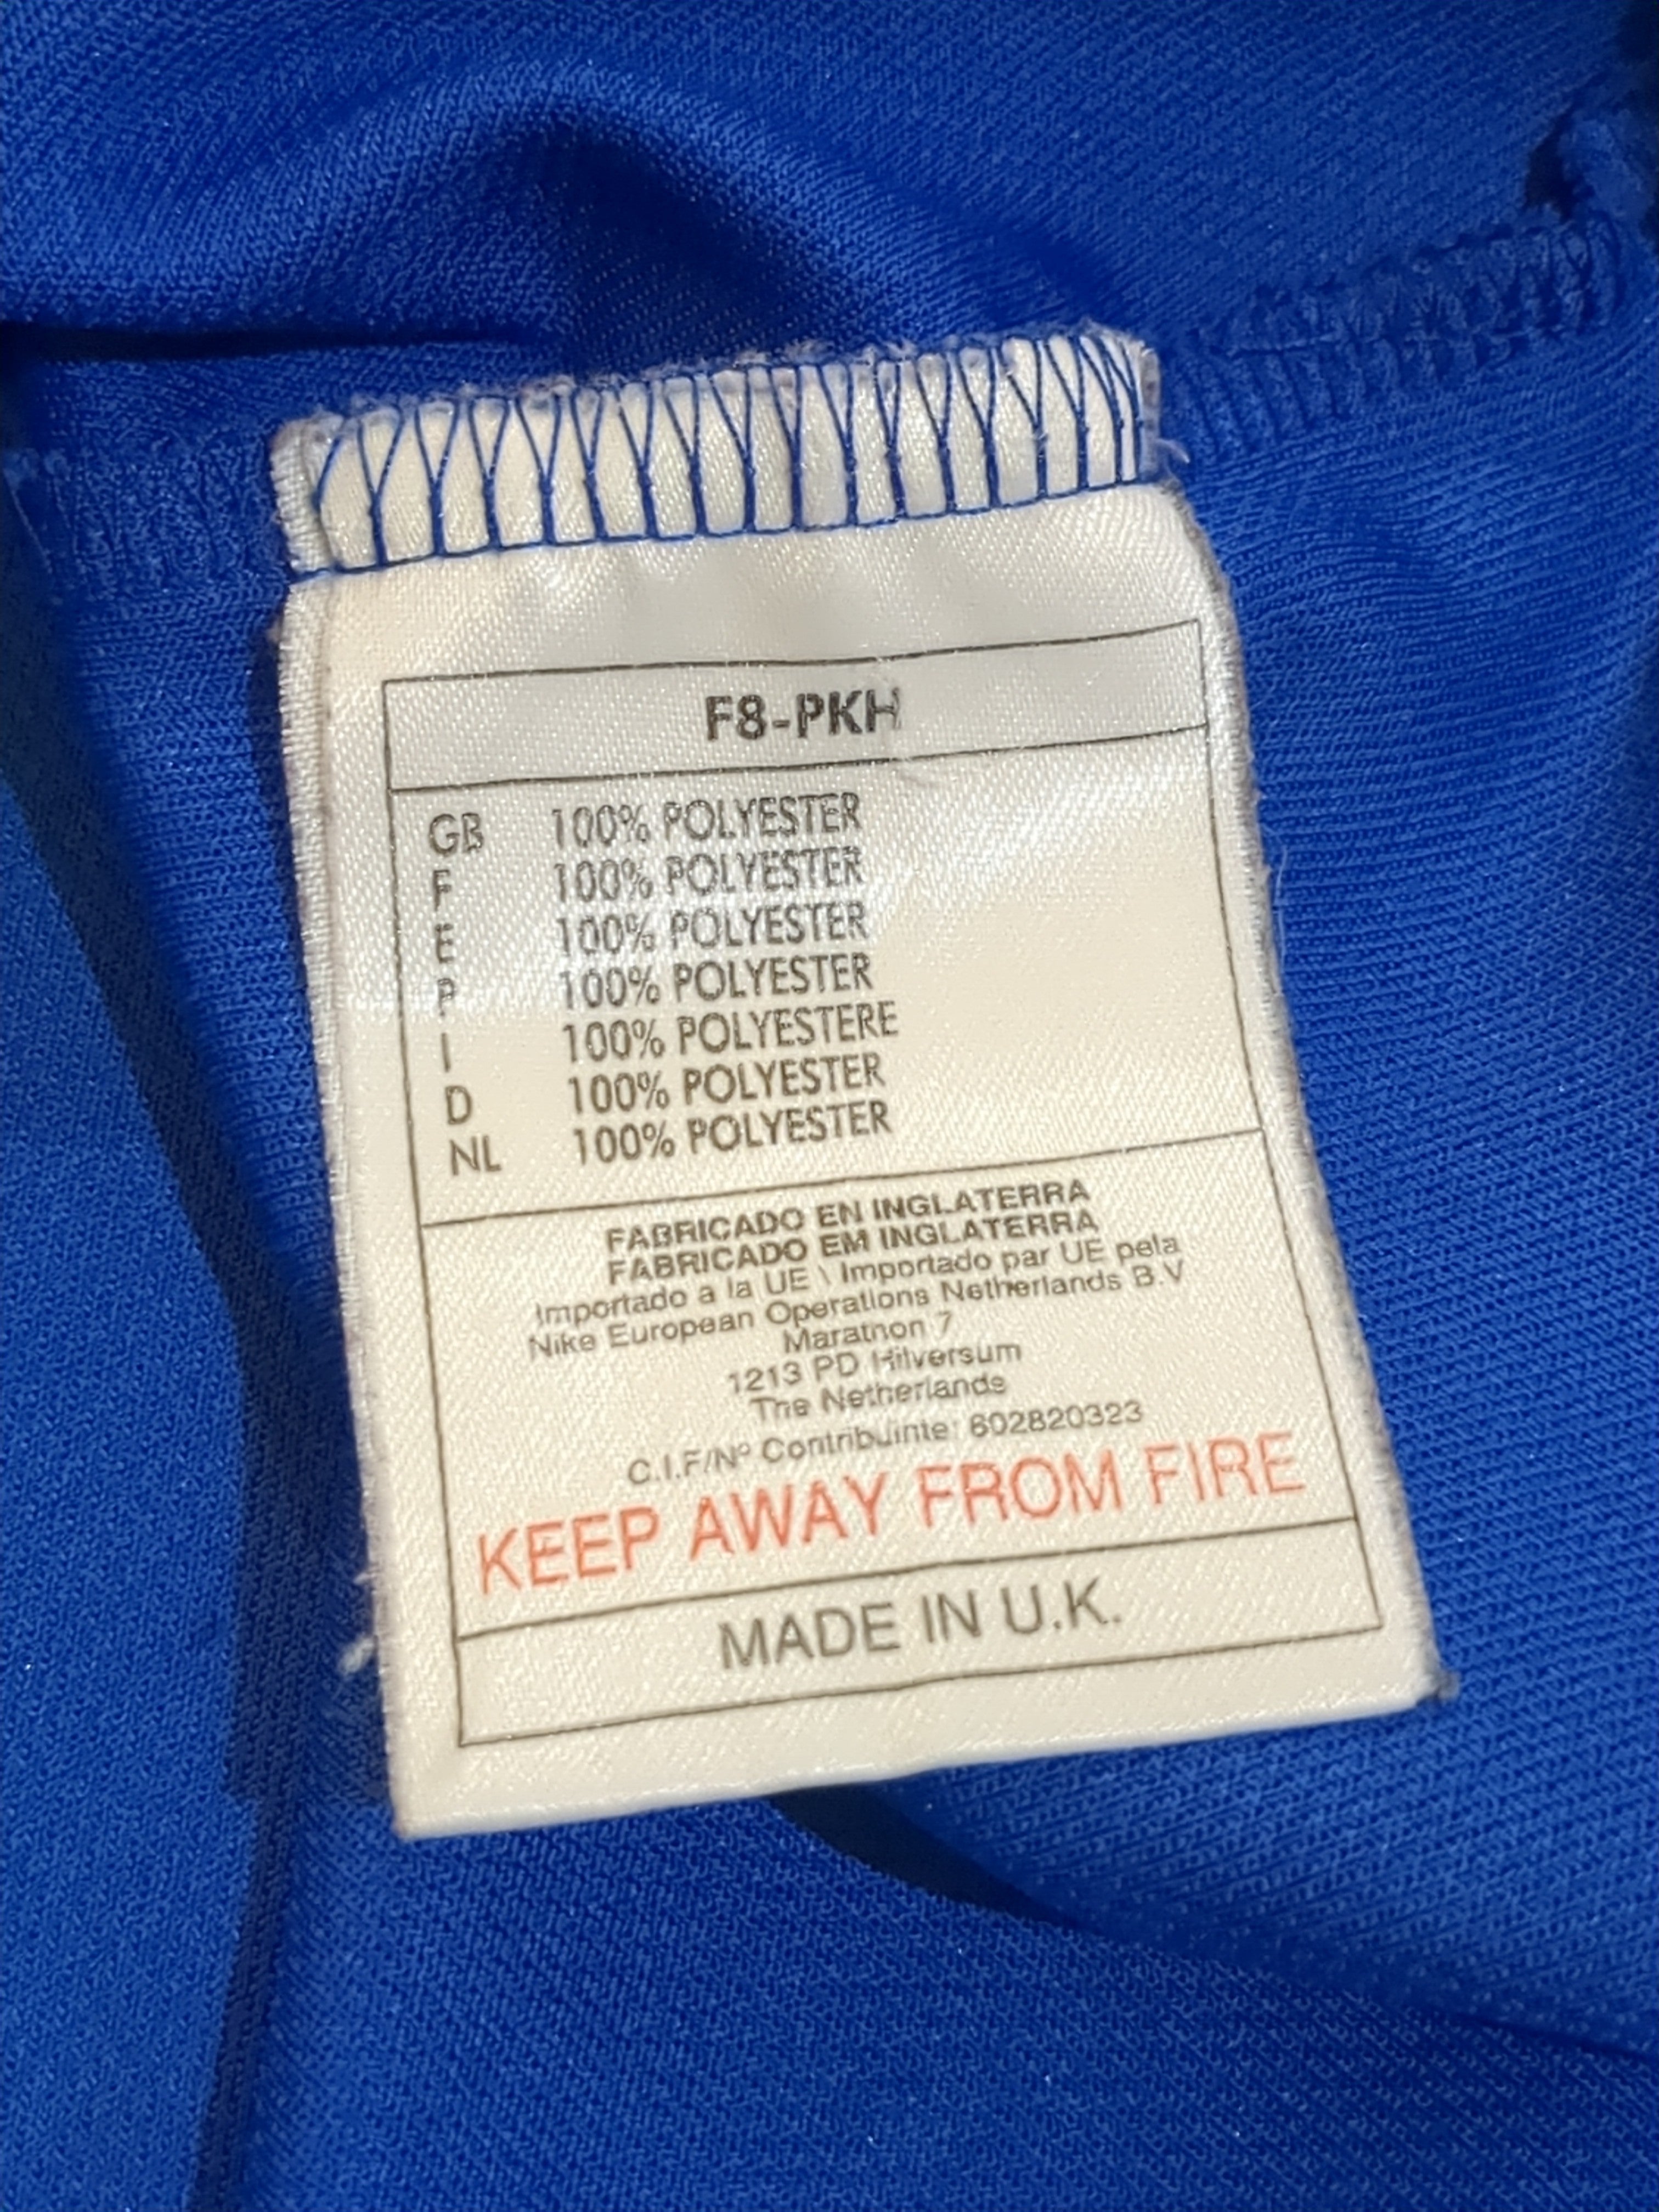 F8-PKH
GB 100% POLYESTER
F 100% POLYESTER
E 100% POLYESTER
P 100% POLYESTER
I 100% POLYESTERE
D 100% POLYESTER
NL 100% POLYESTER
FABRICADO EN INGLATERRA
FABRICADO EM INGLATERRA
Importado a la UE \ Importado par UE pela
Nike European Operations Netherlands B.V
Marathon 7
1213 PD Hilversum
The Netherlands
C.I.F/Nº Contribuinte: 602820323
KEEP AWAY FROM FIRE
MADE IN U.K.